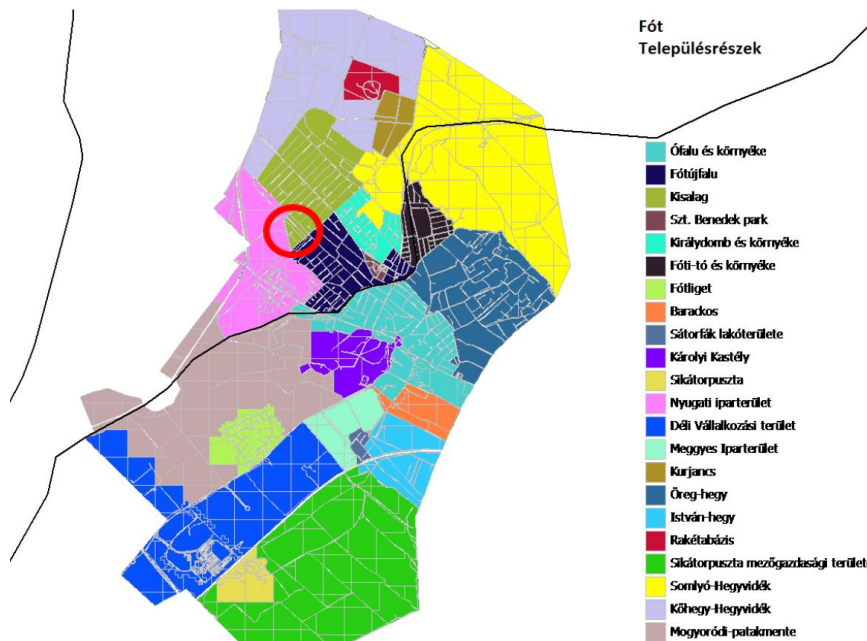 Fót
Településrészek
Ófalu és környéke
Fótújfalu
Kisalag
Szt. Benedek park
Királydomb és környéke
Fóti-tó és környéke
Fótliget
Barackos
Sátorfák lakóterülete
Károlyi Kastély
Sikátorpuszta
Nyugati iparterület
Déli Vállalkozási terület
Meggyes Iparterület
Kurjancs
Öreg-hegy
István-hegy
Rakétabázis
Sikátorpuszta mezőgazdasági terület
Somlyó-Hegyvidék
Kőhegy-Hegyvidék
Mogyoródi-patakmente